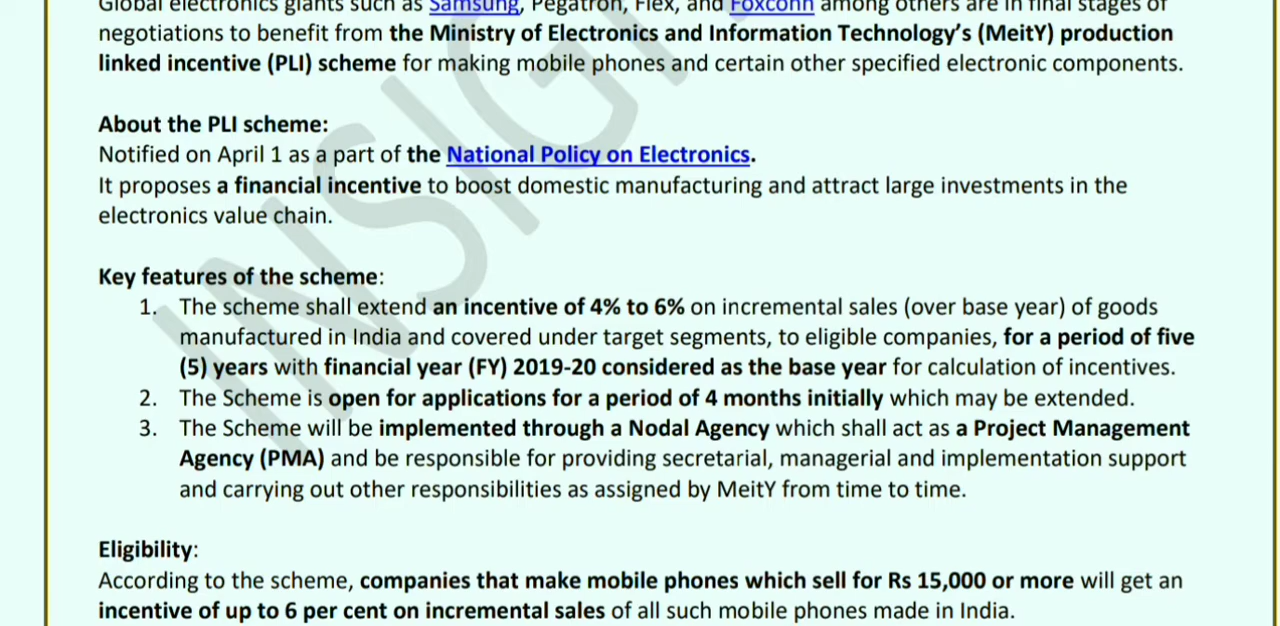 Global electronics giants such as Samsung, Pegatron, Flex, and Foxconn among others are in final stages of
negotiations to benefit from the Ministry of Electronics and Information Technology's (MeitY) production
linked incentive (PLI) scheme for making mobile phones and certain other specified electronic components.
About the PLI scheme:
Notified on April 1 as a part of the National Policy on Electronics.
It proposes a financial incentive to boost domestic manufacturing and attract large investments in the
electronics value chain.
Key features of the scheme:
1. The scheme shall extend an incentive of 4% to 6% on incremental sales (over base year) of goods
manufactured in India and covered under target segments, to eligible companies, for a period of five
(5) years with financial year (FY) 2019-20 considered as the base year for calculation of incentives.
2. The Scheme is open for applications for a period of 4 months initially which may be extended.
3. The Scheme will be implemented through a Nodal Agency which shall act as a Project Management
Agency (PMA) and be responsible for providing secretarial, managerial and implementation support
and carrying out other responsibilities as assigned by MeitY from time to time.
Eligibility:
According to the scheme, companies that make mobile phones which sell for Rs 15,000 or more will get an
incentive of up to 6 per cent on incremental sales of all such mobile phones made in India.